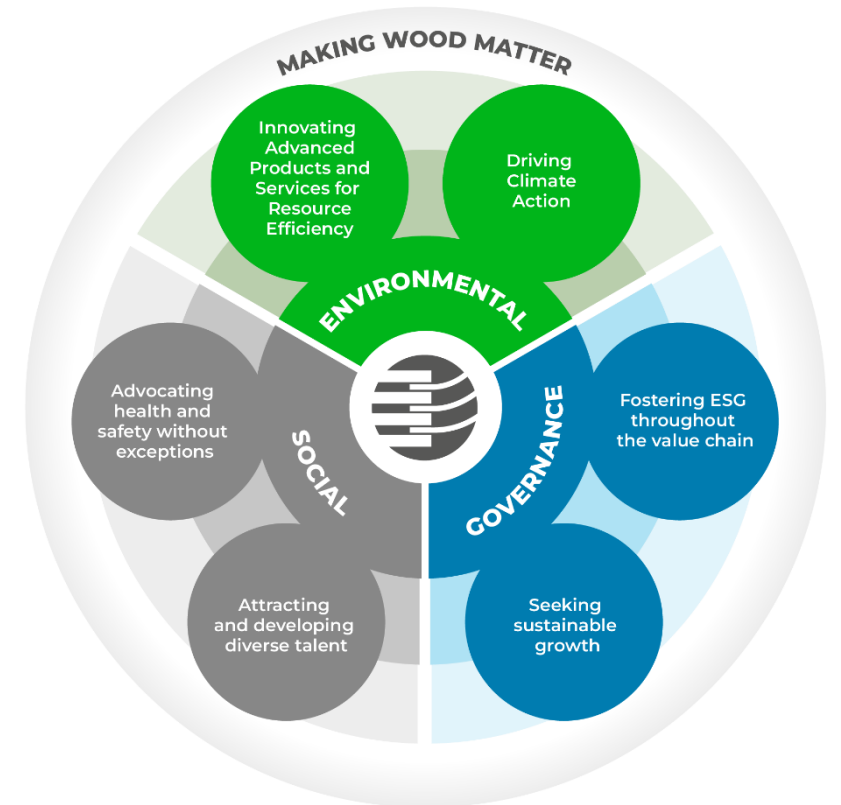 MAKING WOOD MATTER
Innovating
Advanced
Products and
Services for
Resource
Efficiency
Driving
Climate
Action
ENVIRONMENTAL
Advocating
health and
safety without
exceptions
SOCIAL
Attracting
and developing
diverse talent
GOVERNANCE
Fostering ESG
throughout
the value chain
Seeking
sustainable
growth